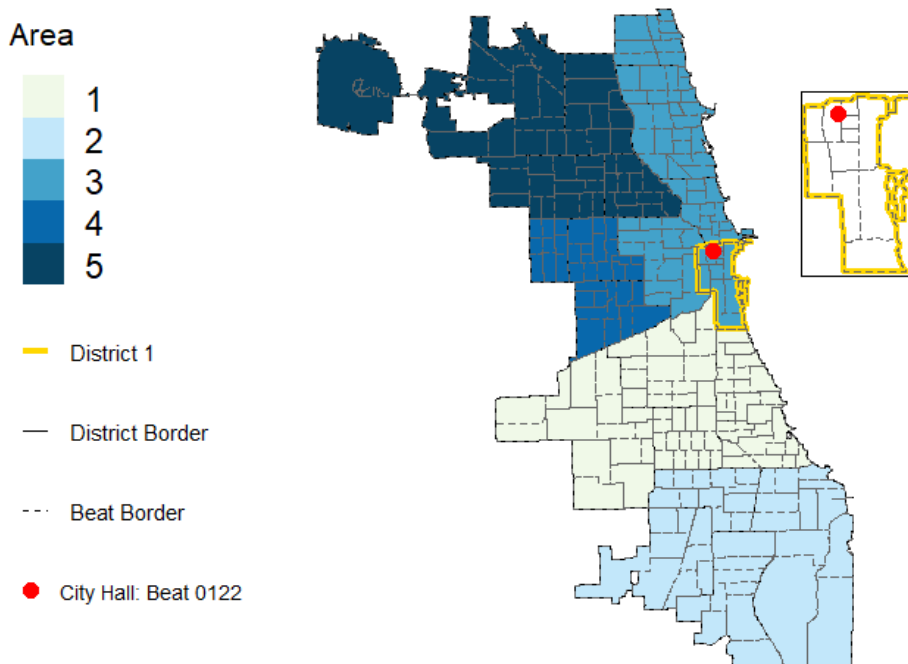 Area
1
2
3
4
5
District 1
District Border
Beat Border
City Hall: Beat 0122